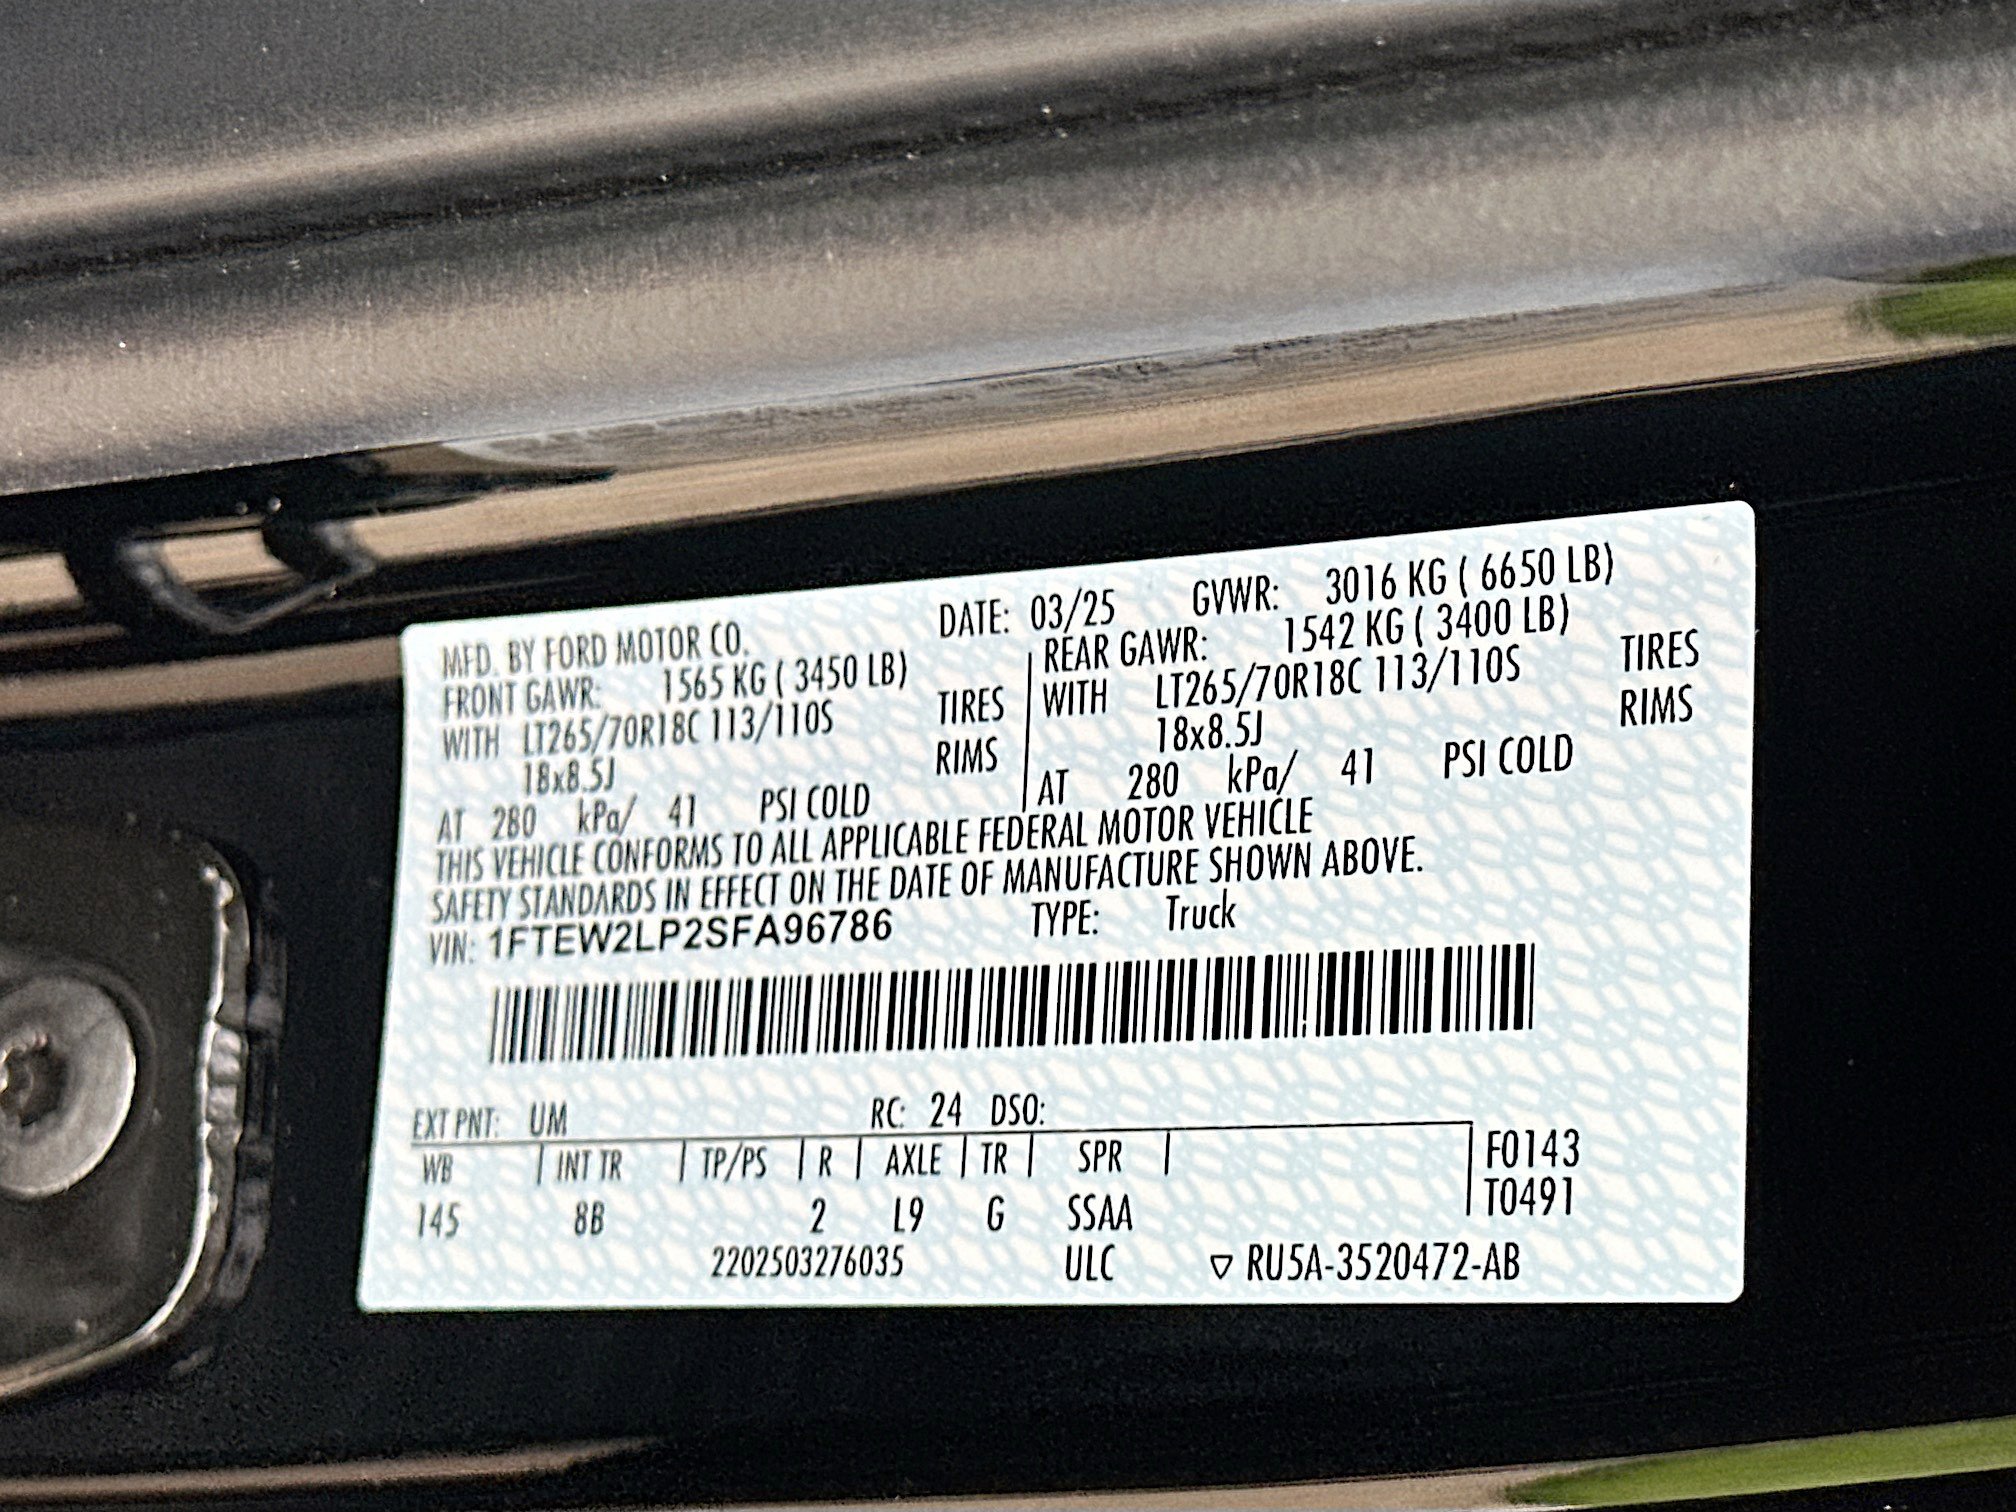 MFD. BY FORD MOTOR CO. DATE: 03/25 GVWR: 3016 KG ( 6650 LB)
FRONT GAWR: 1565 KG ( 3450 LB) REAR GAWR: 1542 KG ( 3400 LB)
WITH LT265/70R18C 113/110S TIRES WITH LT265/70R18C 113/110S TIRES
18x8.5J RIMS 18x8.5J RIMS
AT 280 kPa/ 41 PSI COLD AT 280 kPa/ 41 PSI COLD
THIS VEHICLE CONFORMS TO ALL APPLICABLE FEDERAL MOTOR VEHICLE
SAFETY STANDARDS IN EFFECT ON THE DATE OF MANUFACTURE SHOWN ABOVE.
VIN: 1FTEW2LP2SFA96786 TYPE: Truck
EXT PNT: UM RC: 24 DSO:
WB | INT TR | TP/PS | R | AXLE | TR | SPR | F0143
145 8B 2 L9 G SSAA T0491
2202503276035 ULC ▽ RU5A-3520472-AB